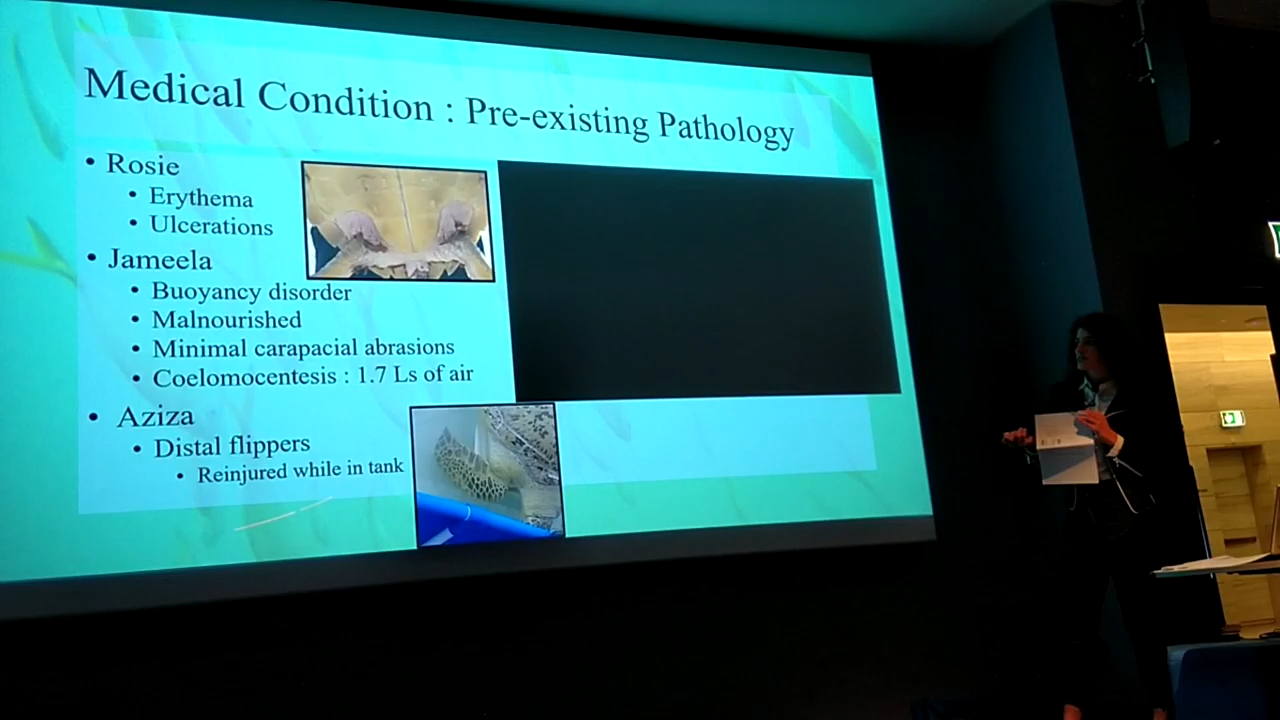 Medical Condition : Pre-existing Pathology
• Rosie
• Erythema
• Ulcerations
• Jameela
• Buoyancy disorder
• Malnourished
• Minimal carapacial abrasions
• Coelomocentesis : 1.7 Ls of air
• Aziza
• Distal flippers
• Reinjured while in tank